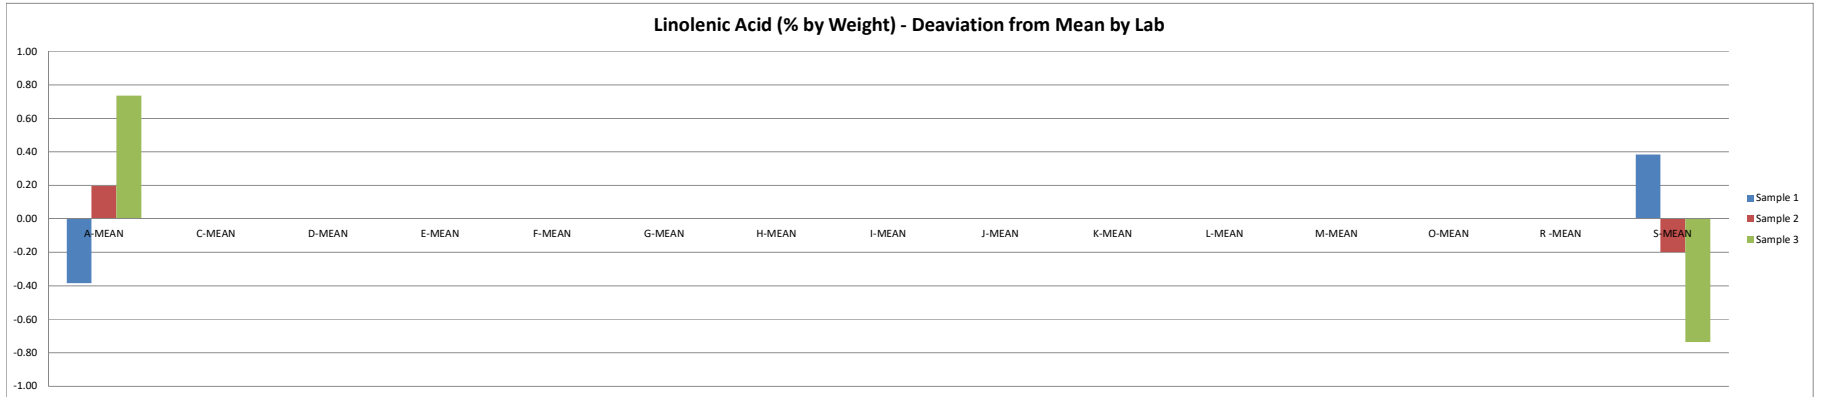 Linolenic Acid (% by Weight) - Deaviation from Mean by Lab
1.00
0.80
0.60
0.40
0.20
0.00
-0.20
-0.40
-0.60
-0.80
-1.00
A-MEAN C-MEAN D-MEAN E-MEAN F-MEAN G-MEAN H-MEAN I-MEAN J-MEAN K-MEAN L-MEAN M-MEAN O-MEAN R -MEAN S-MEAN
Sample 1
Sample 2
Sample 3